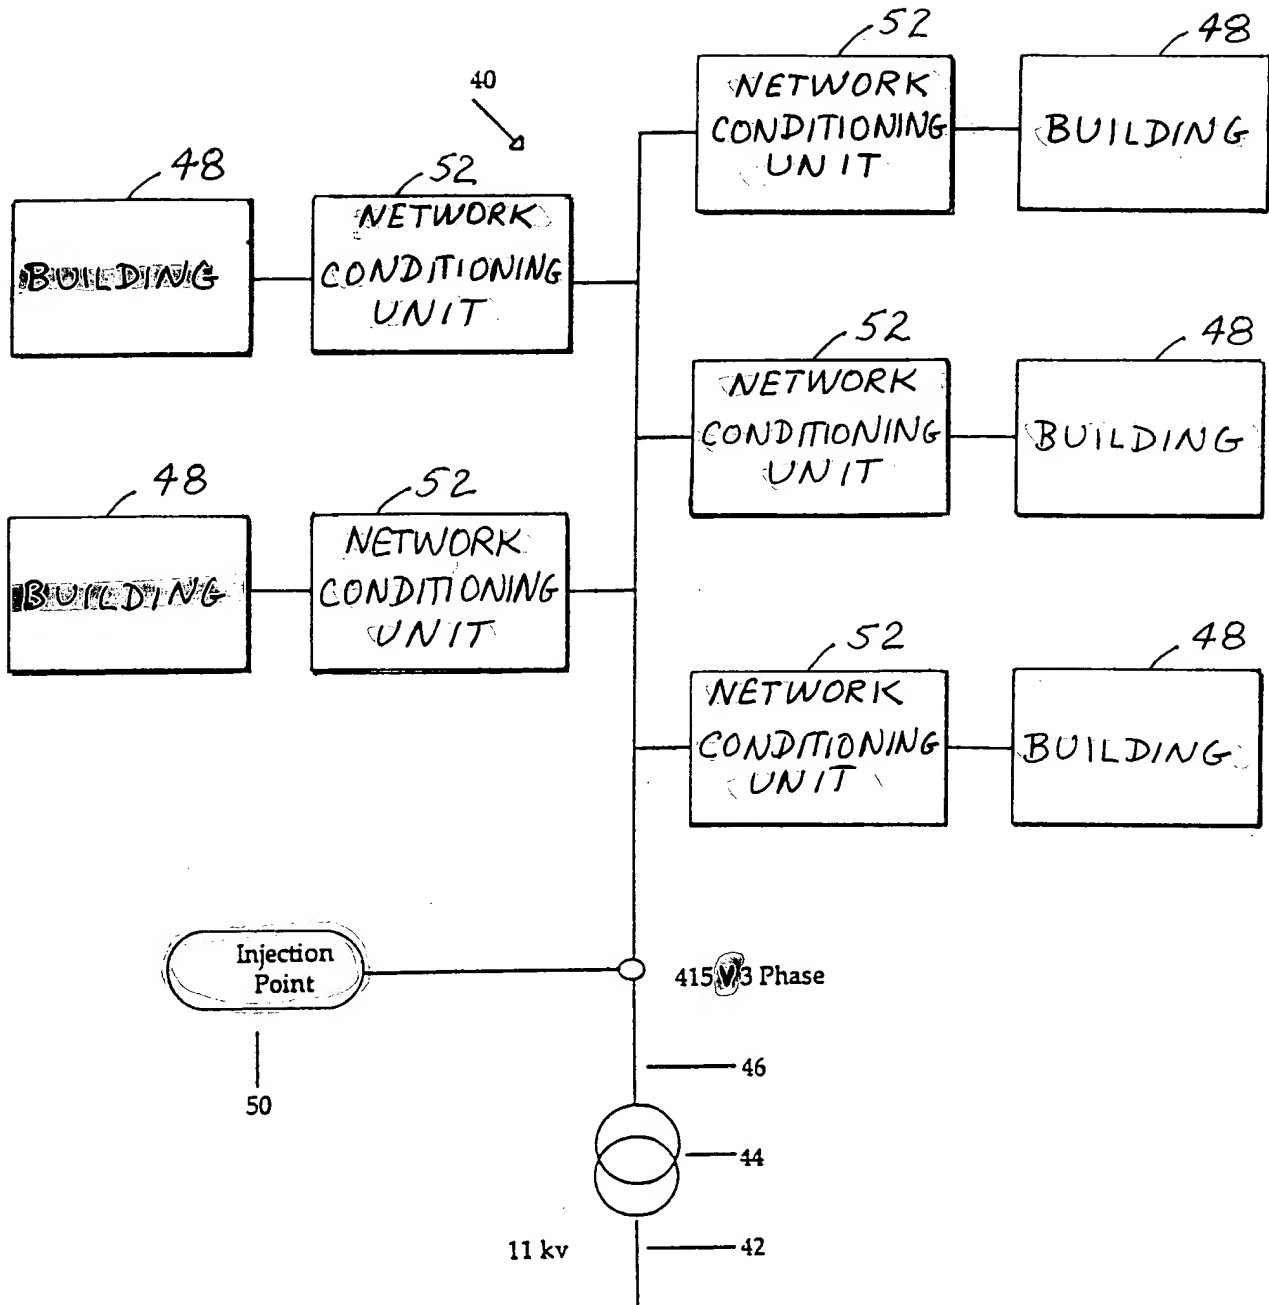 52
48
NETWORK
CONDITIONING
UNIT
BUILDING
40
48
52
BUILDING
NETWORK
CONDITIONING
UNIT
52
48
NETWORK
CONDITIONING
UNIT
BUILDING
48
52
BUILDING
NETWORK
CONDITIONING
UNIT
52
48
NETWORK
CONDITIONING
UNIT
BUILDING
Injection
Point
415 V 3 Phase
50
46
44
11 kv
42